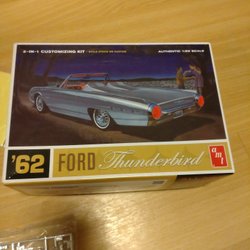 3-IN-1 CUSTOMIZING KIT
AUTHENTIC 1:25 SCALE
'62 FORD Thunderbird
amt